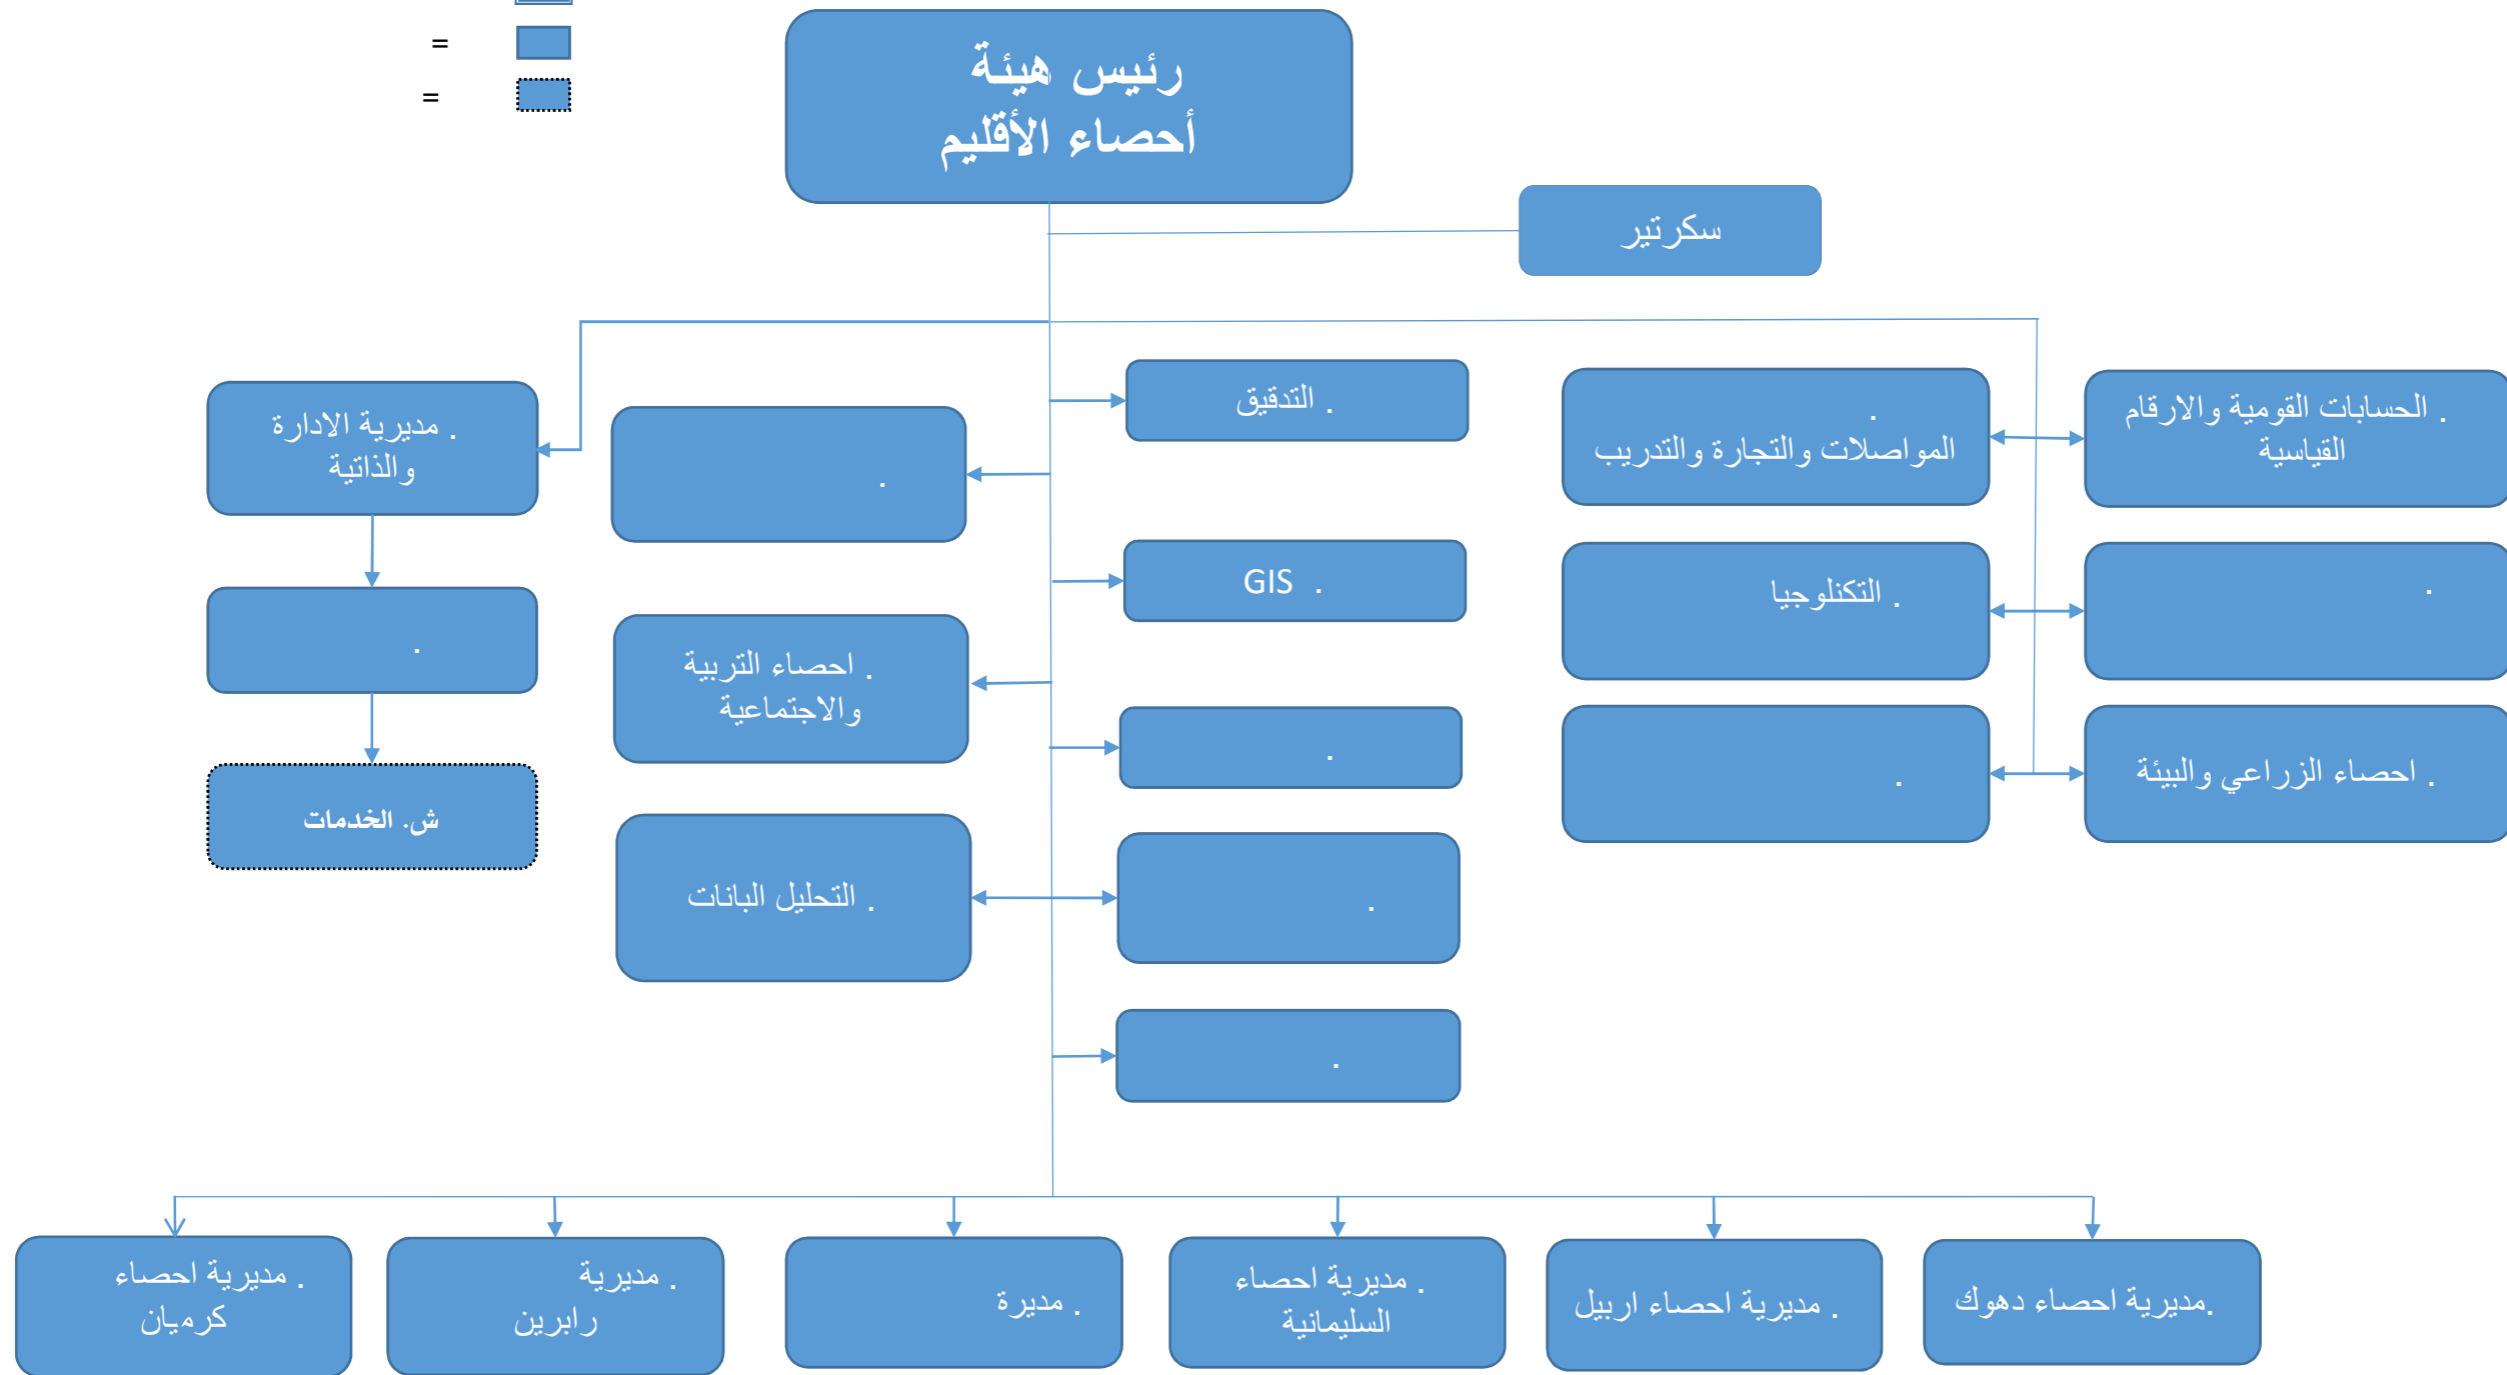 =
=
رئيس هيئة
أحصاء الأقليم
سكرتير
. الحسابات القومية والارقام
القياسية
.
المواصلات والتجارة والتدريب
. التدقيق
.
. مديرية الادارة
والذاتية
.
. التكنلوجيا
. GIS
. احصاء التربية
والاجتماعية
.
. احصاء الزراعي والبيئة
.
.
ش. الخدمات
. التحليل البانات
.
.
.مديرية احصاء دهوك
. مديرية احصاء اربيل
. مديرية احصاء
السليمانية
. مديرة
. مديرية
رابرين
. مديرية احصاء
كرميان